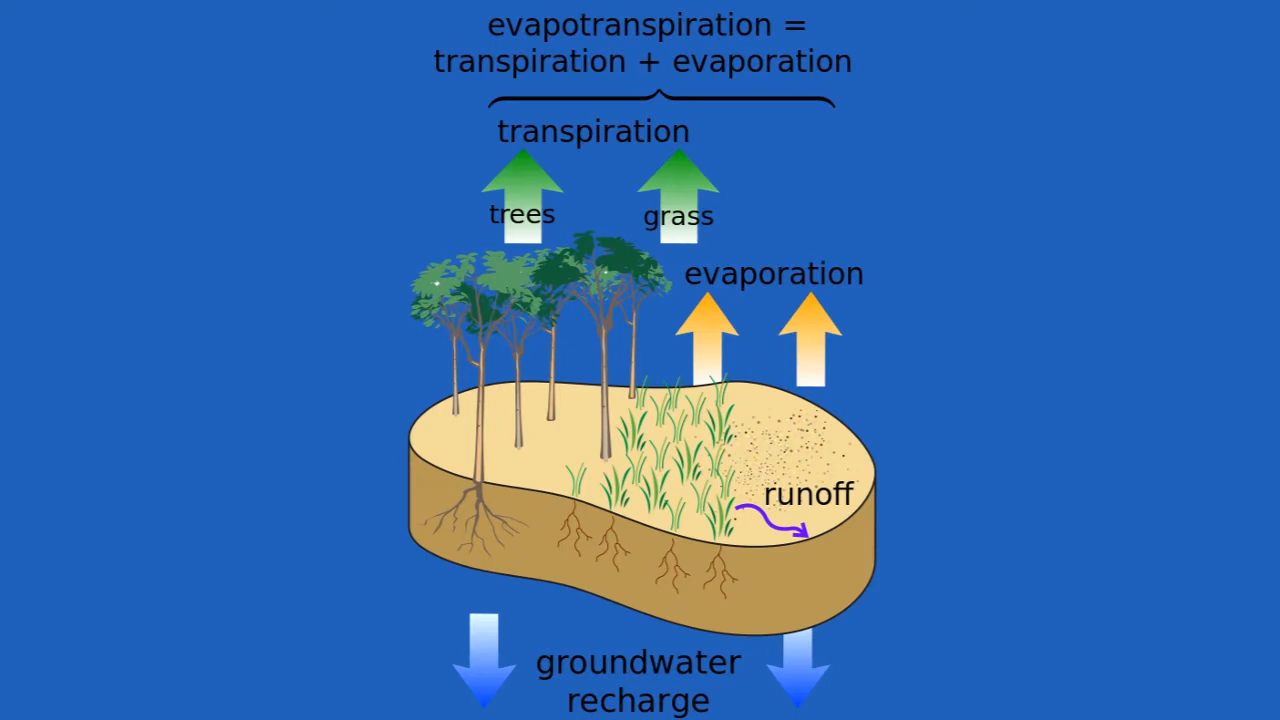 evapotranspiration =
transpiration + evaporation
transpiration
trees
grass
evaporation
runoff
groundwater
recharge